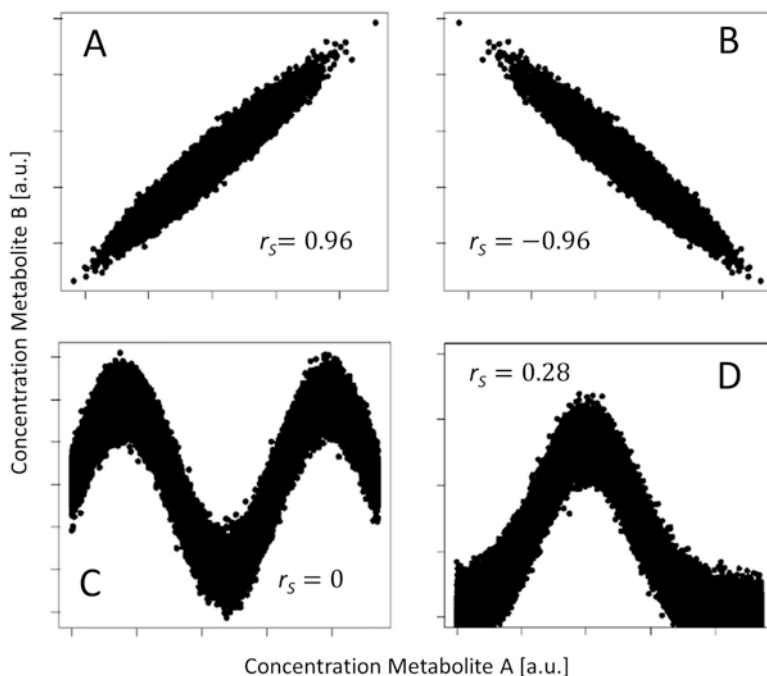 A
B
r_S = 0.96
r_S = −0.96
Concentration Metabolite B [a.u.]
r_S = 0.28
D
C
r_S = 0
Concentration Metabolite A [a.u.]